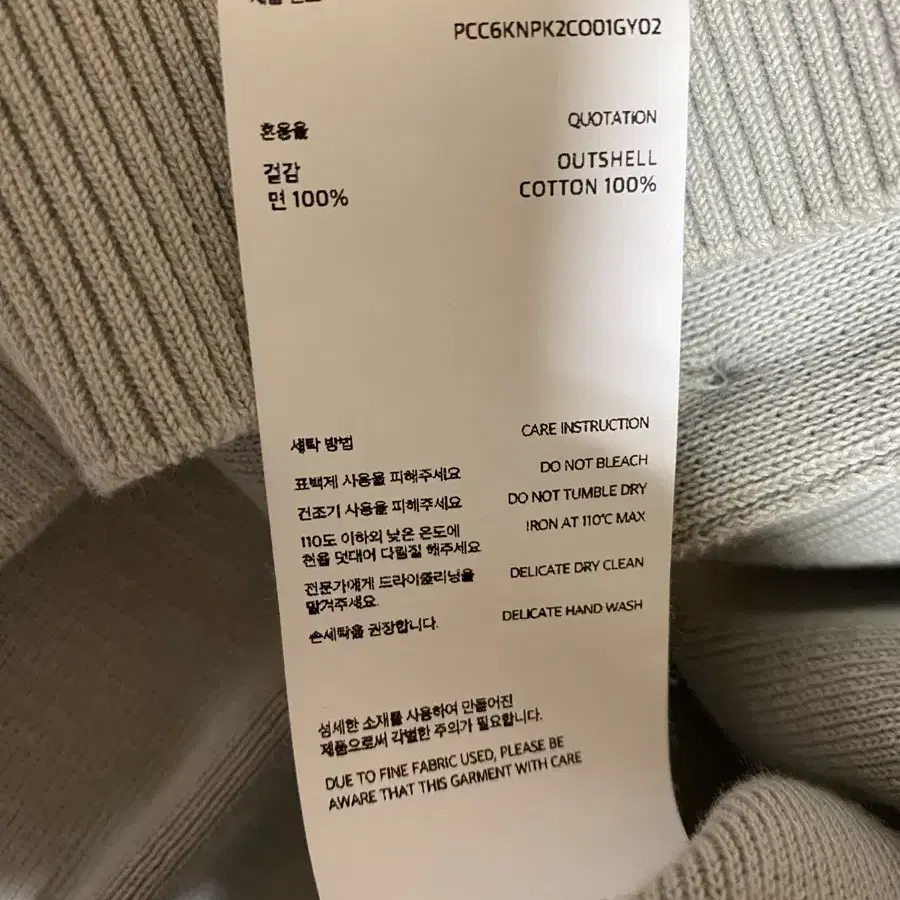 PCC6KNPK2CO01GY02
혼용율 QUOTATION
겉감 OUTSHELL
면 100% COTTON 100%
세탁 방법 CARE INSTRUCTION
표백제 사용을 피해주세요 DO NOT BLEACH
건조기 사용을 피해주세요 DO NOT TUMBLE DRY
110도 이하의 낮은 온도에 IRON AT 110℃ MAX
천을 덧대어 다림질 해주세요
전문가에게 드라이클리닝을 DELICATE DRY CLEAN
맡겨주세요.
손세탁을 권장합니다. DELICATE HAND WASH
섬세한 소재를 사용하여 만들어진
제품으로써 각별한 주의가 필요합니다.
DUE TO FINE FABRIC USED, PLEASE BE
AWARE THAT THIS GARMENT WITH CARE